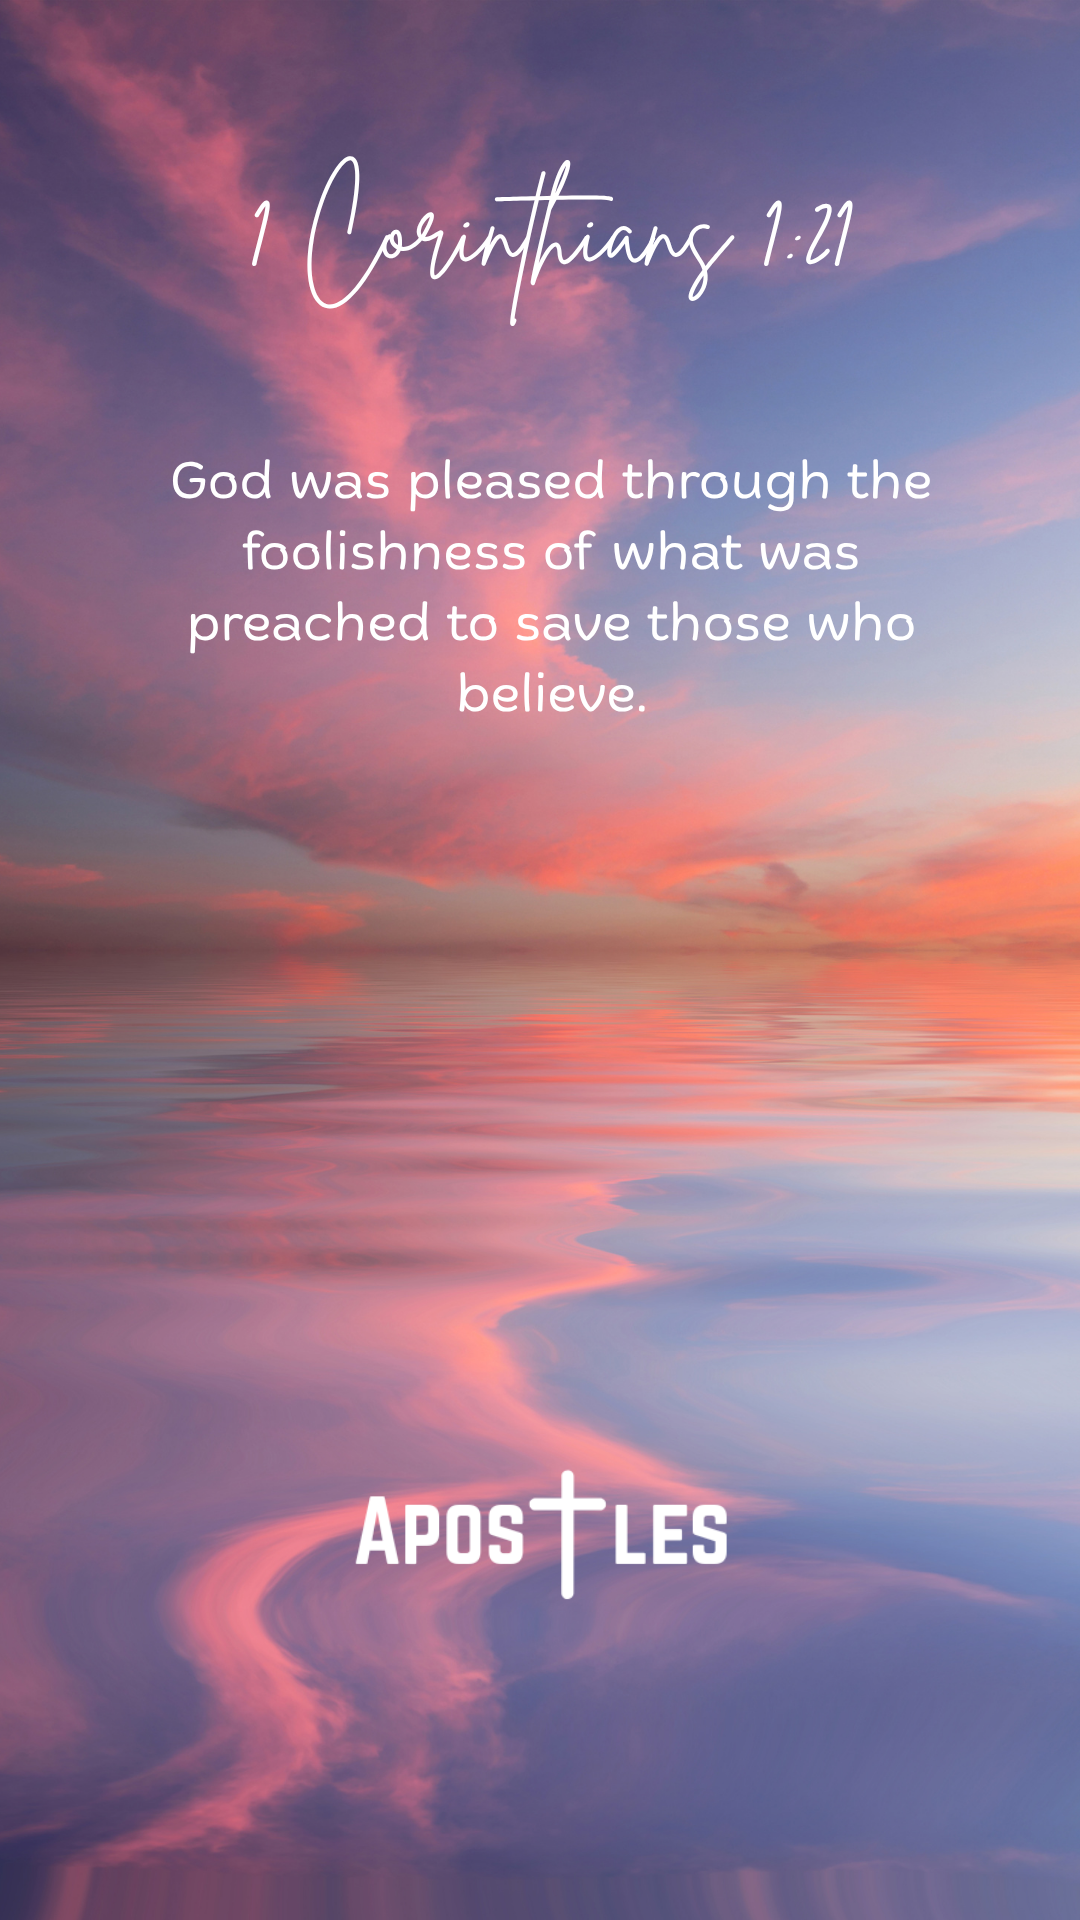 1 Corinthians 1:21
God was pleased through the
foolishness of what was
preached to save those who
believe.
APOSTLES